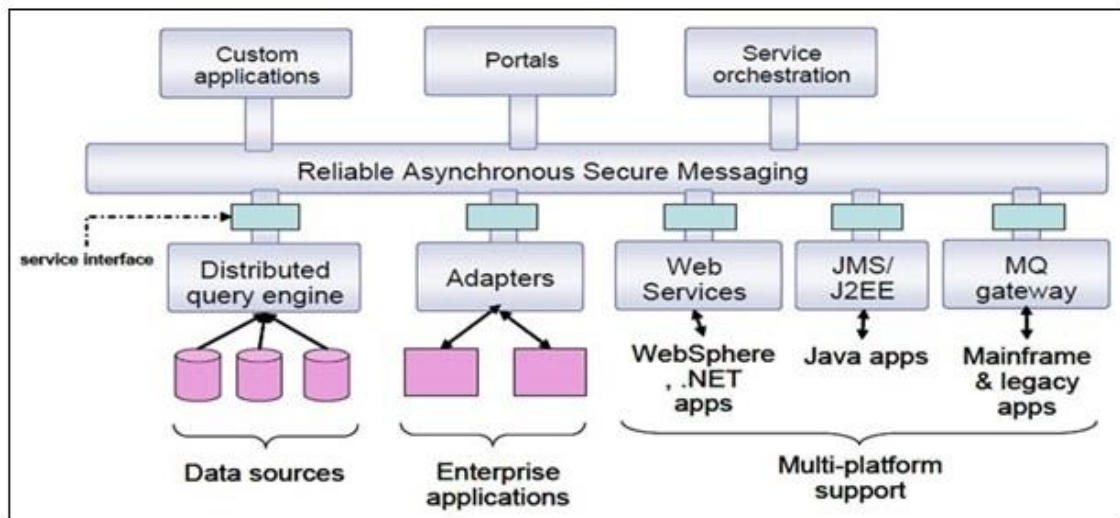 Custom
applications
Portals
Service
orchestration
Reliable Asynchronous Secure Messaging
service interface
Distributed
query engine
Adapters
Web
Services
JMS/
J2EE
MQ
gateway
WebSphere
, .NET
apps
Java apps
Mainframe
& legacy
apps
Data sources
Enterprise
applications
Multi-platform
support